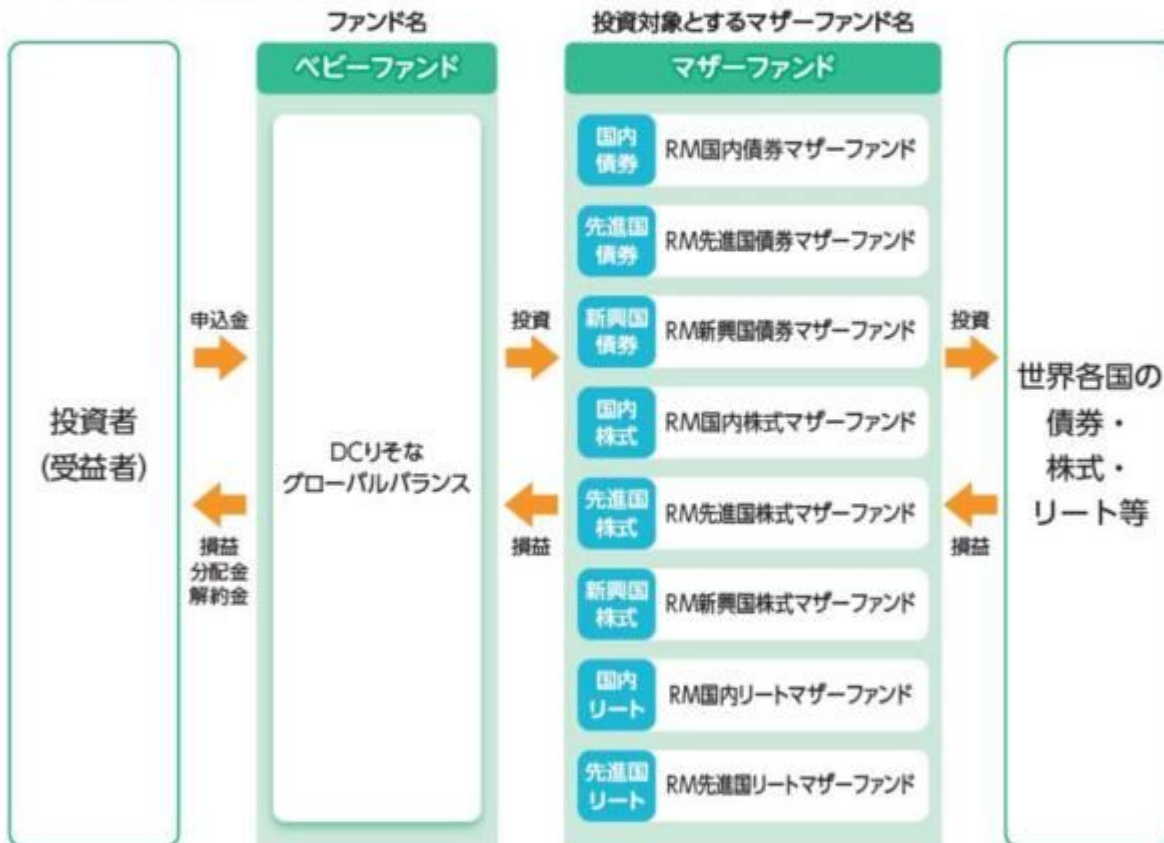 ファンド名
投資対象とするマザーファンド名
ベビーファンド
マザーファンド
投資者
(受益者)
申込金
損益
分配金
解約金
DCりそな
グローバルバランス
投資
損益
国内
債券
RM国内債券マザーファンド
先進国
債券
RM先進国債券マザーファンド
新興国
債券
RM新興国債券マザーファンド
国内
株式
RM国内株式マザーファンド
先進国
株式
RM先進国株式マザーファンド
新興国
株式
RM新興国株式マザーファンド
国内
リート
RM国内リートマザーファンド
先進国
リート
RM先進国リートマザーファンド
投資
損益
世界各国の
債券・
株式・
リート等